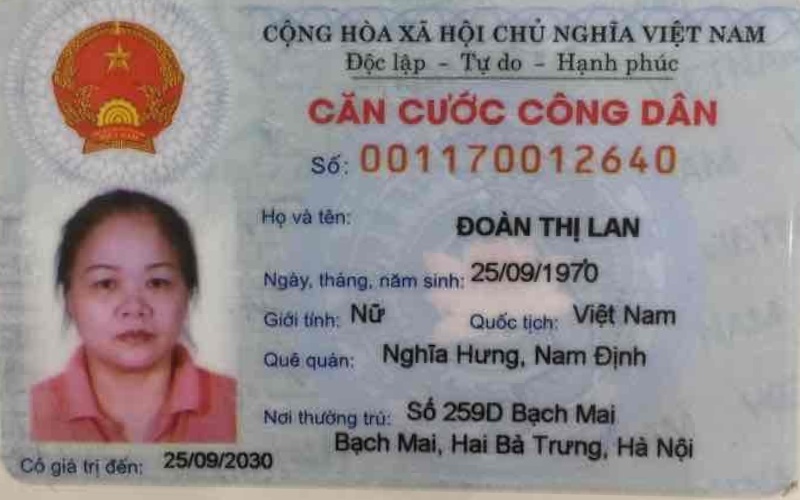 CỘNG HÒA XÃ HỘI CHỦ NGHĨA VIỆT NAM
Độc lập - Tự do - Hạnh phúc
CĂN CƯỚC CÔNG DÂN
Số: 001170012640
Họ và tên: ĐOÀN THỊ LAN
Ngày, tháng, năm sinh: 25/09/1970
Giới tính: Nữ Quốc tịch: Việt Nam
Quê quán: Nghĩa Hưng, Nam Định
Nơi thường trú: Số 259D Bạch Mai
Bạch Mai, Hai Bà Trưng, Hà Nội
Có giá trị đến: 25/09/2030